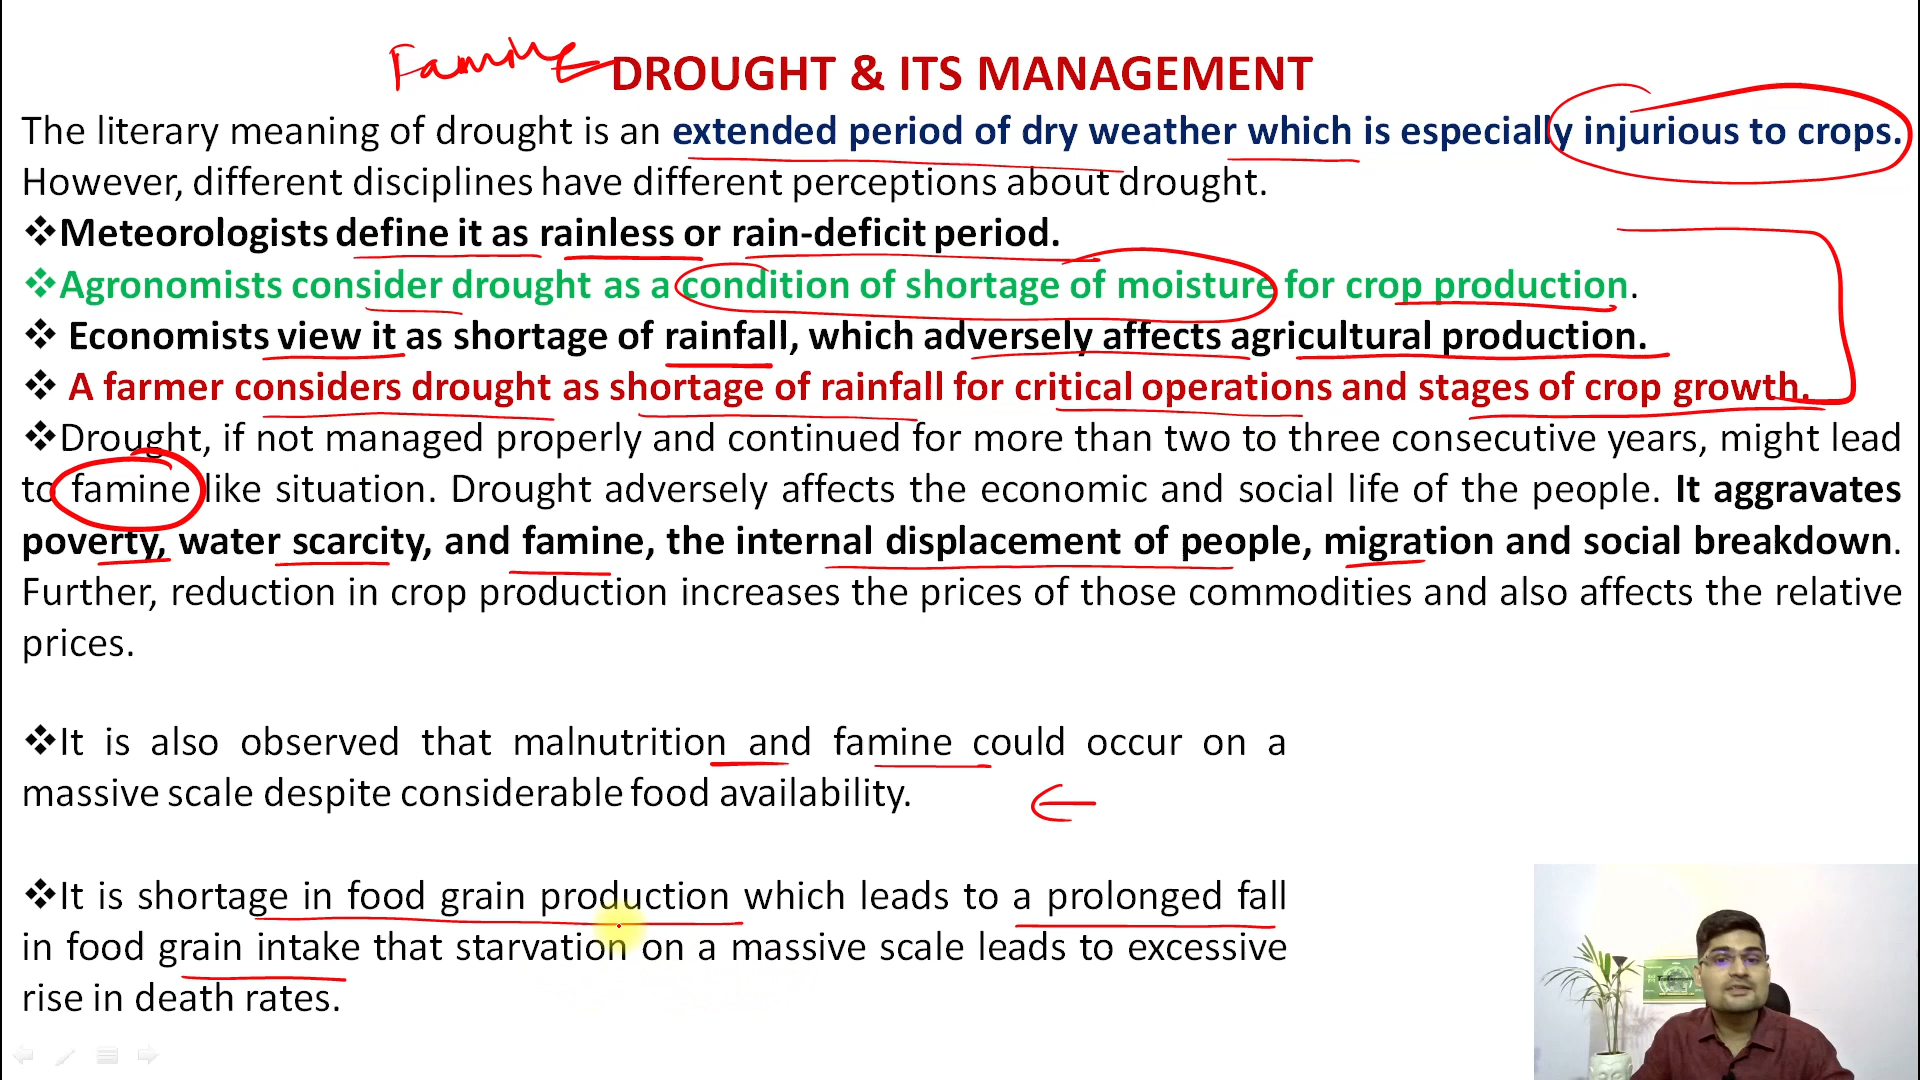 Famine
DROUGHT & ITS MANAGEMENT
The literary meaning of drought is an extended period of dry weather which is especially injurious to crops.
However, different disciplines have different perceptions about drought.
❖Meteorologists define it as rainless or rain-deficit period.
❖Agronomists consider drought as a condition of shortage of moisture for crop production.
❖ Economists view it as shortage of rainfall, which adversely affects agricultural production.
❖ A farmer considers drought as shortage of rainfall for critical operations and stages of crop growth.
❖Drought, if not managed properly and continued for more than two to three consecutive years, might lead
to famine like situation. Drought adversely affects the economic and social life of the people. It aggravates
poverty, water scarcity, and famine, the internal displacement of people, migration and social breakdown.
Further, reduction in crop production increases the prices of those commodities and also affects the relative
prices.
❖It is also observed that malnutrition and famine could occur on a
massive scale despite considerable food availability.
❖It is shortage in food grain production which leads to a prolonged fall
in food grain intake that starvation on a massive scale leads to excessive
rise in death rates.